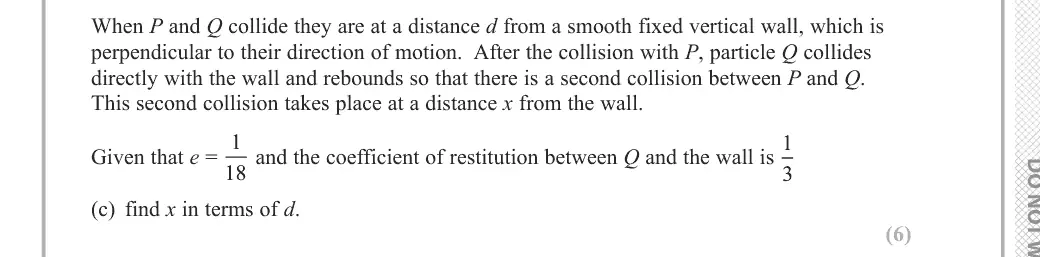 When P and Q collide they are at a distance d from a smooth fixed vertical wall, which is
perpendicular to their direction of motion. After the collision with P, particle Q collides
directly with the wall and rebounds so that there is a second collision between P and Q.
This second collision takes place at a distance x from the wall.
Given that e = 1/18 and the coefficient of restitution between Q and the wall is 1/3
(c) find x in terms of d.
(6)
DO NOT W